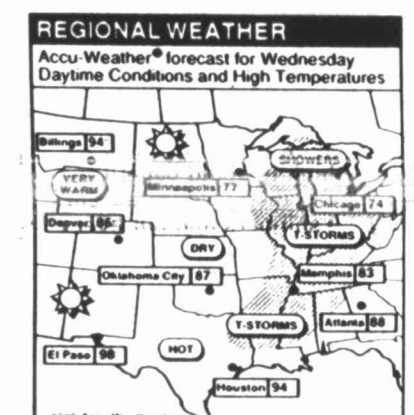 REGIONAL WEATHER
Accu-Weather® forecast for Wednesday
Daytime Conditions and High Temperatures
Billings 94°
SHOWERS
VERY
WARM
Minneapolis 77
Chicago 74
Denver 86°
T-STORMS
DRY
Oklahoma City 87
Memphis 83
T-STORMS
Atlanta 88
HOT
El Paso 98
Houston 94